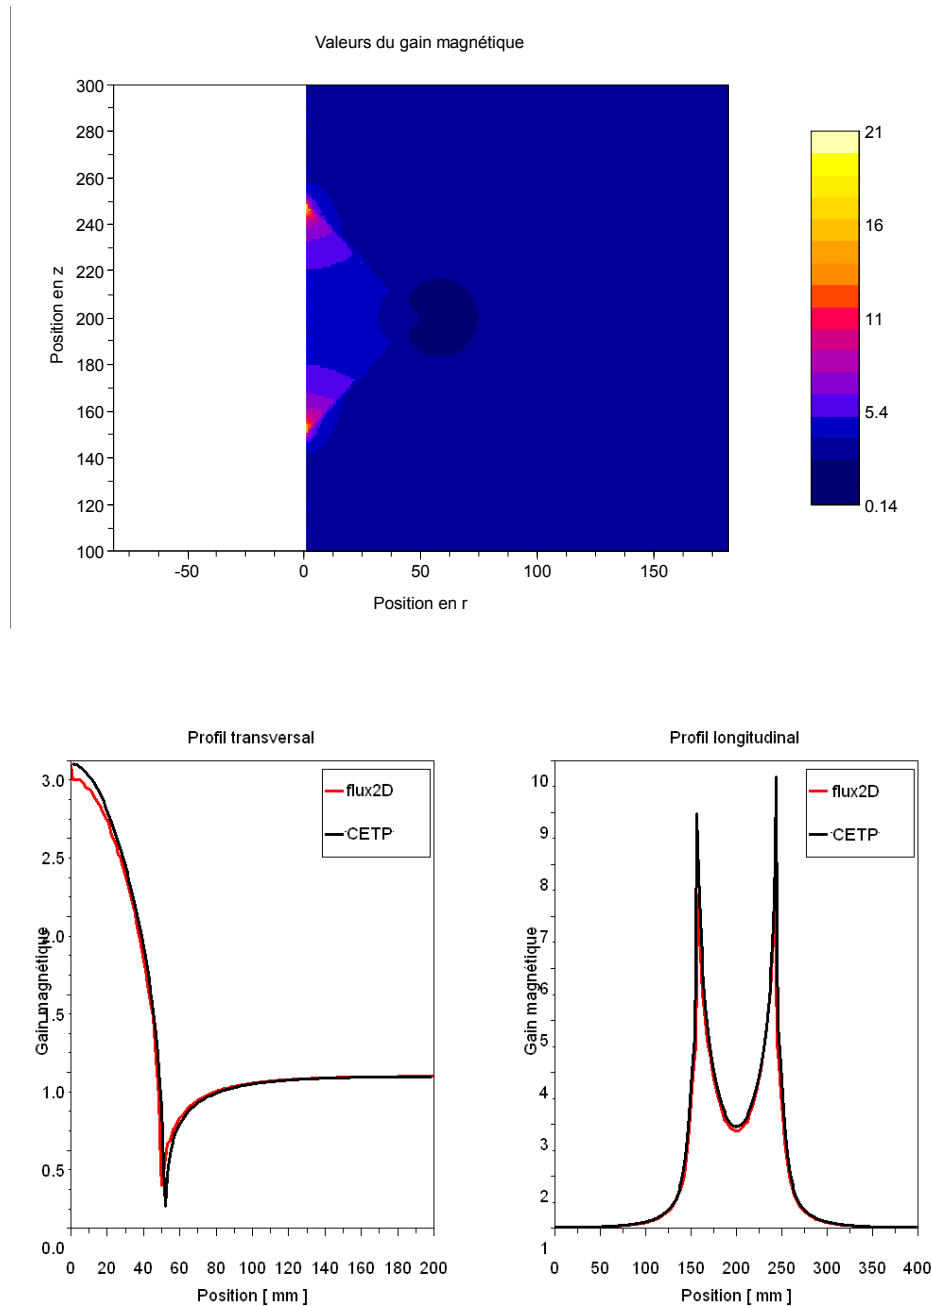 Valeurs du gain magnétique
300
280
260
240
220
200
180
160
140
120
100
Position en z
-50 0 50 100 150
Position en r
21
16
11
5.4
0.14
Profil transversal
flux2D
CETP
3.0
2.5
2.0
1.5
1.0
0.5
0.0
Gain magnétique
0 20 40 60 80 100 120 140 160 180 200
Position [ mm ]
Profil longitudinal
flux2D
CETP
10
9
8
7
6
5
4
3
2
1
Gain magnétique
0 50 100 150 200 250 300 350 400
Position [ mm ]